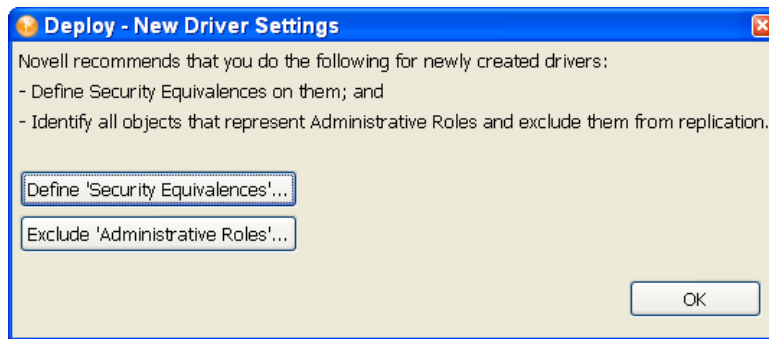 Deploy - New Driver Settings
Novell recommends that you do the following for newly created drivers:
- Define Security Equivalences on them; and
- Identify all objects that represent Administrative Roles and exclude them from replication.
Define 'Security Equivalences'...
Exclude 'Administrative Roles'...
OK